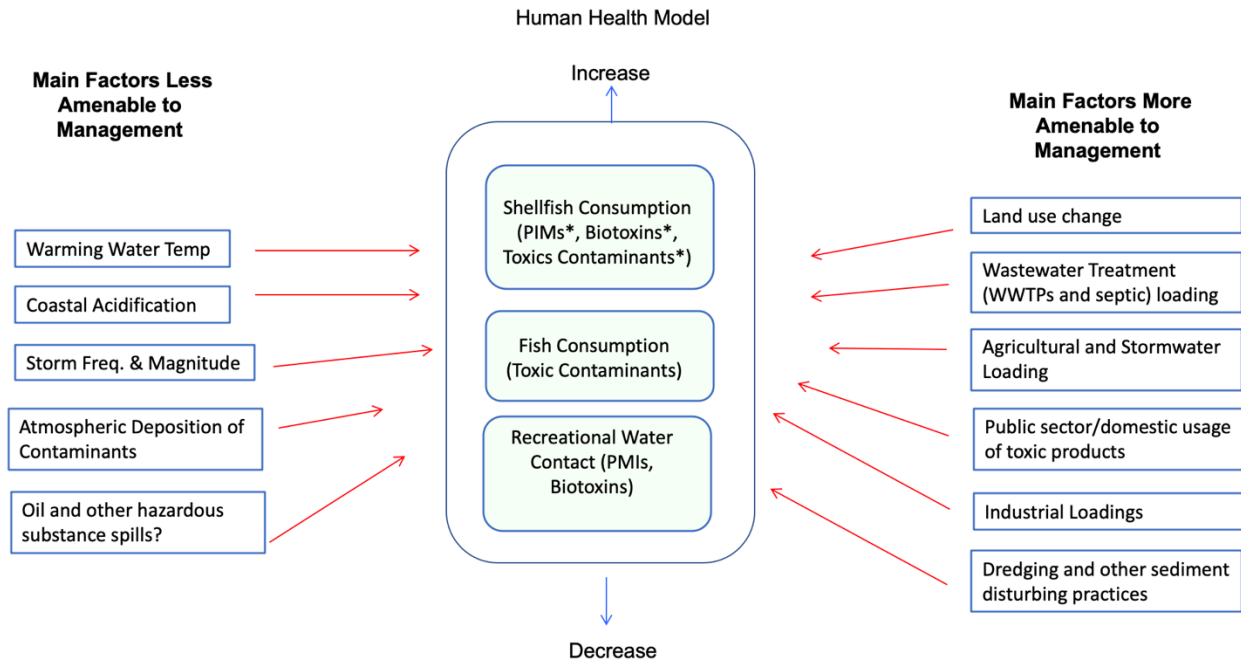 Human Health Model
Increase
Main Factors Less
Amenable to
Management
Warming Water Temp
Coastal Acidification
Storm Freq. & Magnitude
Atmospheric Deposition of
Contaminants
Oil and other hazardous
substance spills?
Shellfish Consumption
(PIMs*, Biotoxins*,
Toxics Contaminants*)
Fish Consumption
(Toxic Contaminants)
Recreational Water
Contact (PMIs,
Biotoxins)
Main Factors More
Amenable to
Management
Land use change
Wastewater Treatment
(WWTPs and septic) loading
Agricultural and Stormwater
Loading
Public sector/domestic usage
of toxic products
Industrial Loadings
Dredging and other sediment
disturbing practices
Decrease